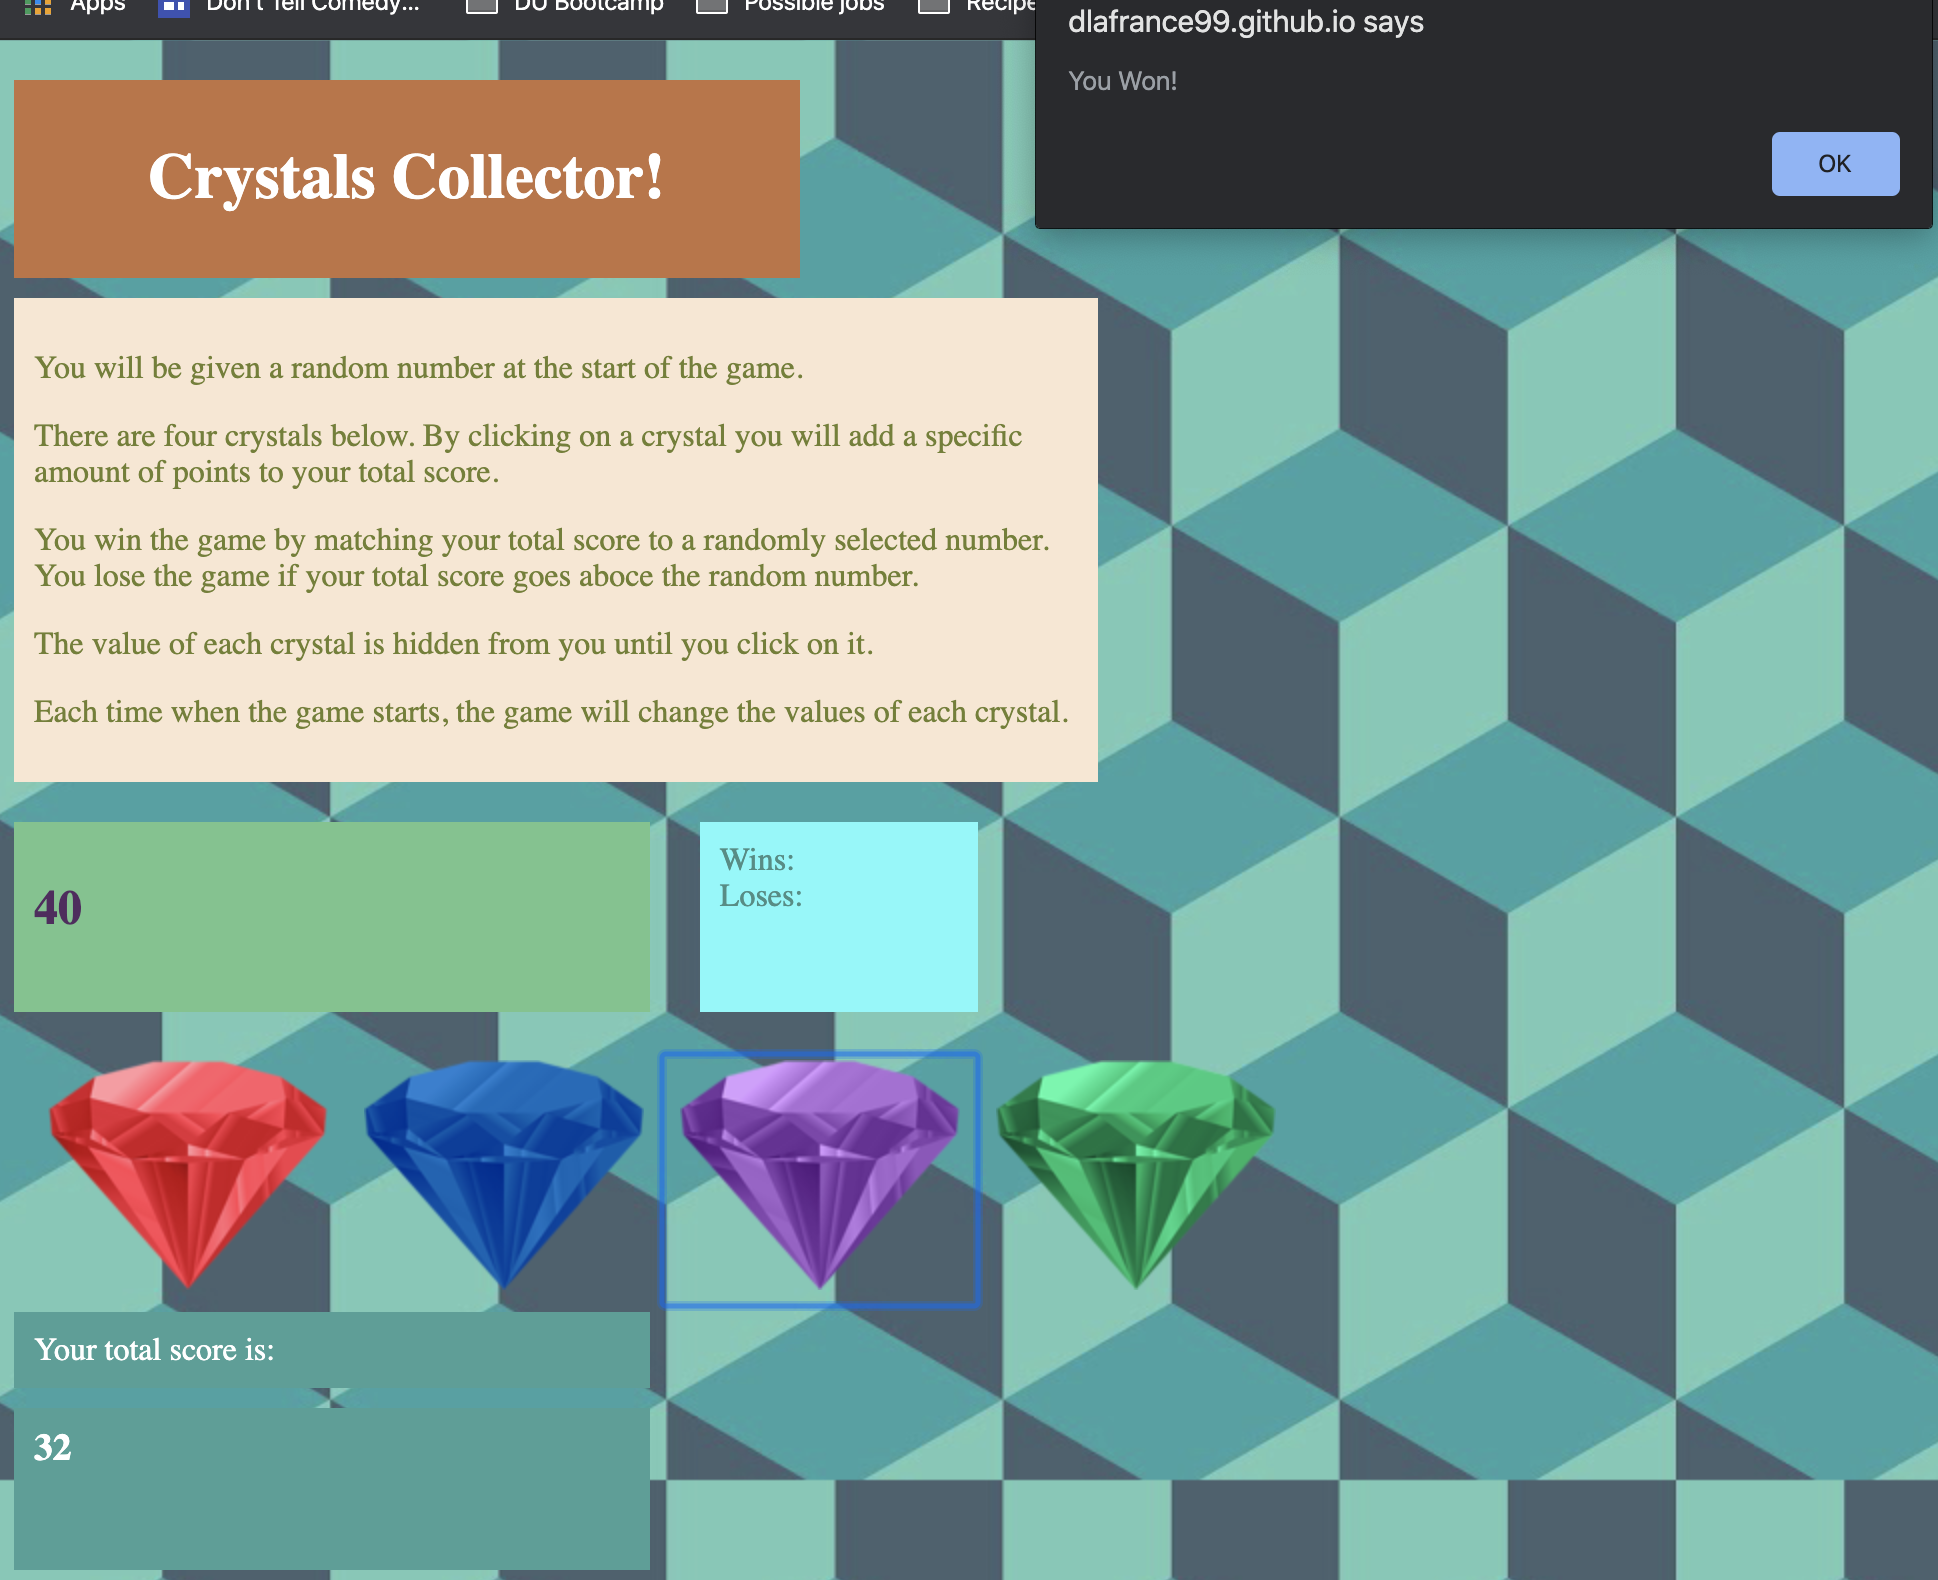 Apps
Don't Tell Comedy...
DU Bootcamp
Possible jobs
Recipe
dlafrance99.github.io says
You Won!
OK
Crystals Collector!
You will be given a random number at the start of the game.
There are four crystals below. By clicking on a crystal you will add a specific
amount of points to your total score.
You win the game by matching your total score to a randomly selected number.
You lose the game if your total score goes aboce the random number.
The value of each crystal is hidden from you until you click on it.
Each time when the game starts, the game will change the values of each crystal.
40
Wins:
Loses:
Your total score is:
32